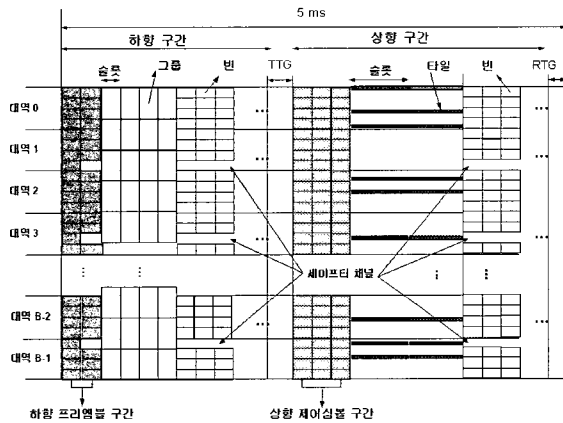 5 ms
하향 구간
상향 구간
슬롯
그룹
빈
TTG
슬롯
타일
빈
RTG
대역 0
대역 1
대역 2
대역 3
세이프티 채널
대역 B-2
대역 B-1
하향 프리엠블 구간
상향 제어심볼 구간